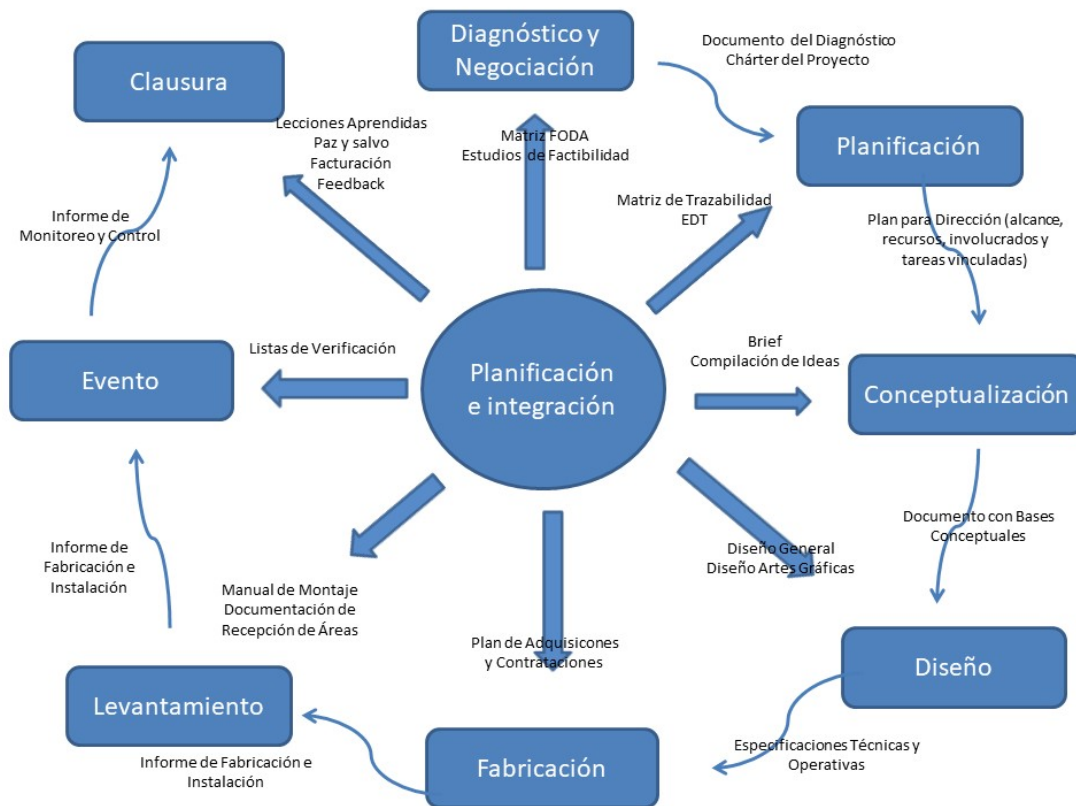 Diagnóstico y
Negociación
Documento del Diagnóstico
Chárter del Proyecto
Clausura
Lecciones Aprendidas
Paz y salvo
Facturación
Feedback
Matriz FODA
Estudios de Factibilidad
Planificación
Matriz de Trazabilidad
EDT
Informe de
Monitoreo y Control
Plan para Dirección (alcance,
recursos, involucrados y
tareas vinculadas)
Evento
Listas de Verificación
Planificación
e integración
Brief
Compilación de Ideas
Conceptualización
Documento con Bases
Conceptuales
Informe de
Fabricación e
Instalación
Manual de Montaje
Documentación de
Recepción de Áreas
Diseño General
Diseño Artes Gráficas
Plan de Adquisicones
y Contrataciones
Diseño
Levantamiento
Informe de Fabricación e
Instalación
Fabricación
Especificaciones Técnicas y
Operativas